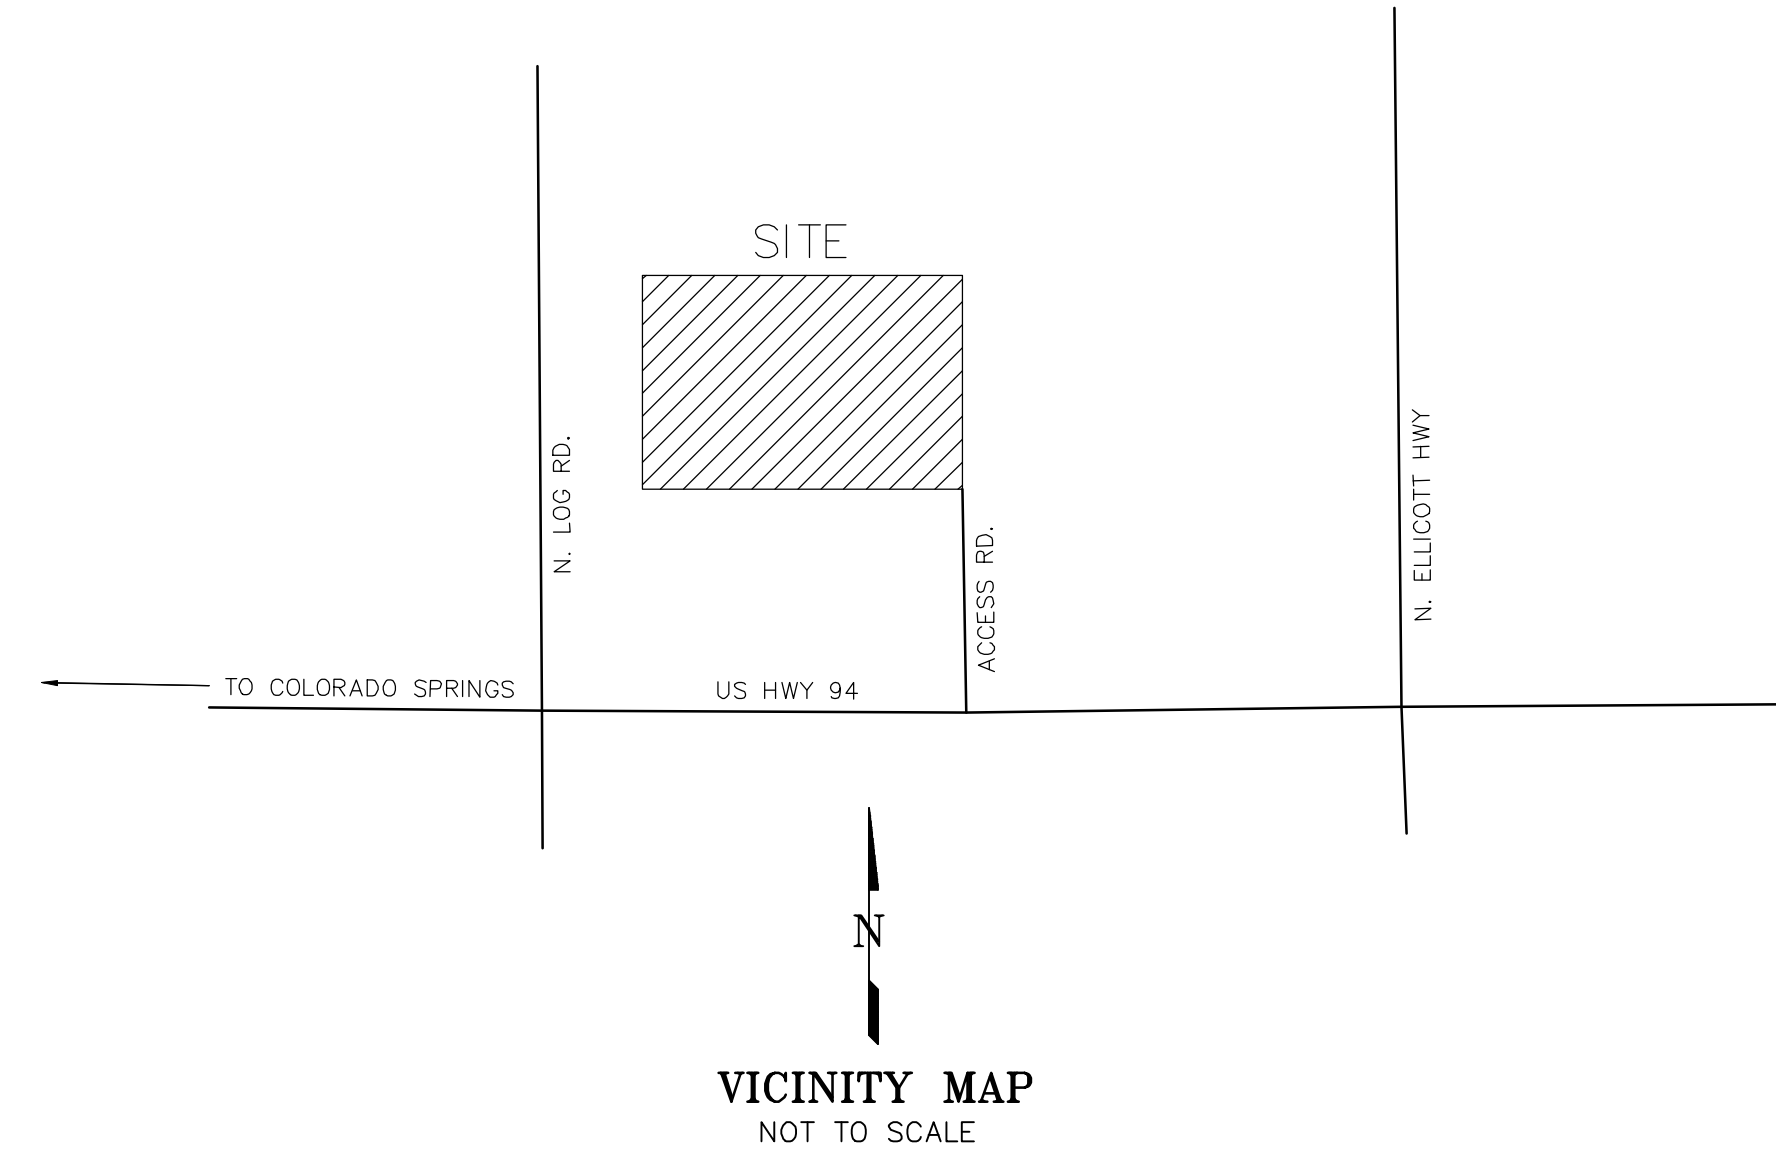 SITE
N. LOG RD.
N. ELLICOTT HWY
ACCESS RD.
TO COLORADO SPRINGS
US HWY 94
N
VICINITY MAP
NOT TO SCALE